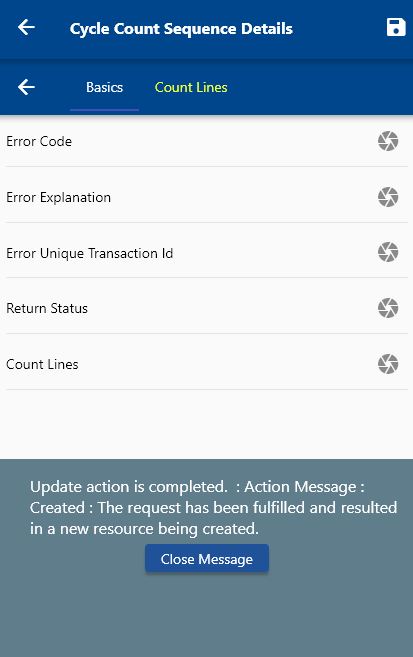 Cycle Count Sequence Details
Basics Count Lines
Error Code
Error Explanation
Error Unique Transaction Id
Return Status
Count Lines
Update action is completed.  : Action Message :
Created : The request has been fulfilled and resulted
in a new resource being created.
Close Message